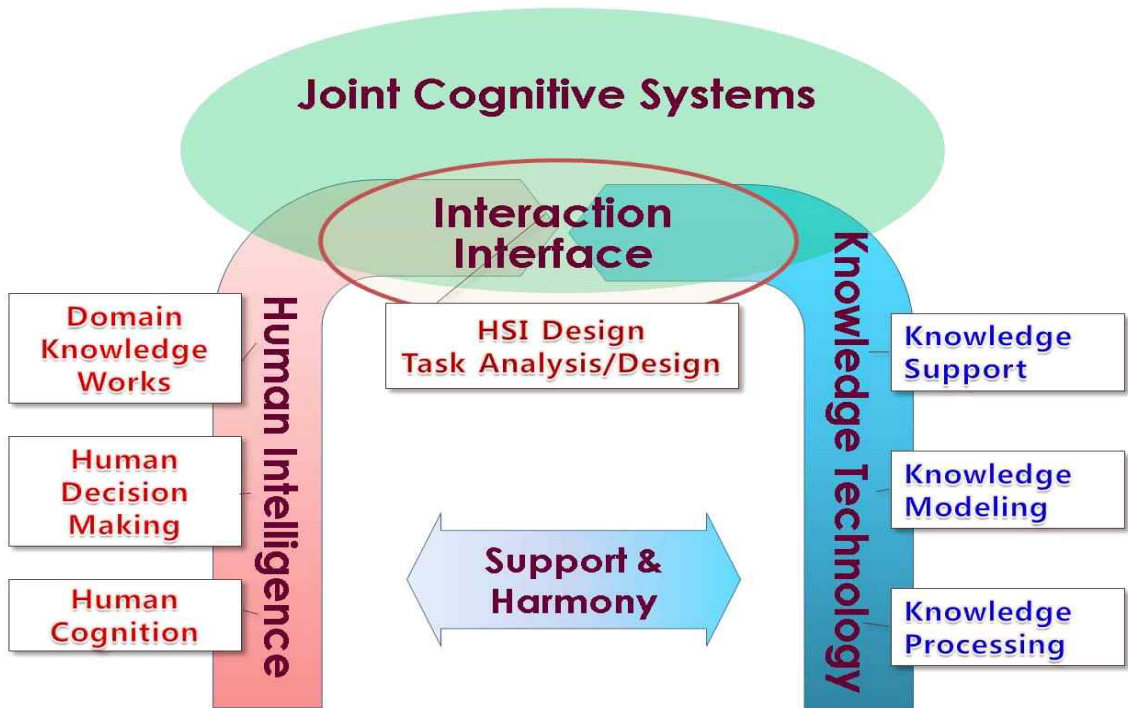 Joint Cognitive Systems
Interaction
Interface
HSI Design
Task Analysis/Design
Human Intelligence
Domain
Knowledge
Works
Human
Decision
Making
Human
Cognition
Support &
Harmony
Knowledge Technology
Knowledge
Support
Knowledge
Modeling
Knowledge
Processing